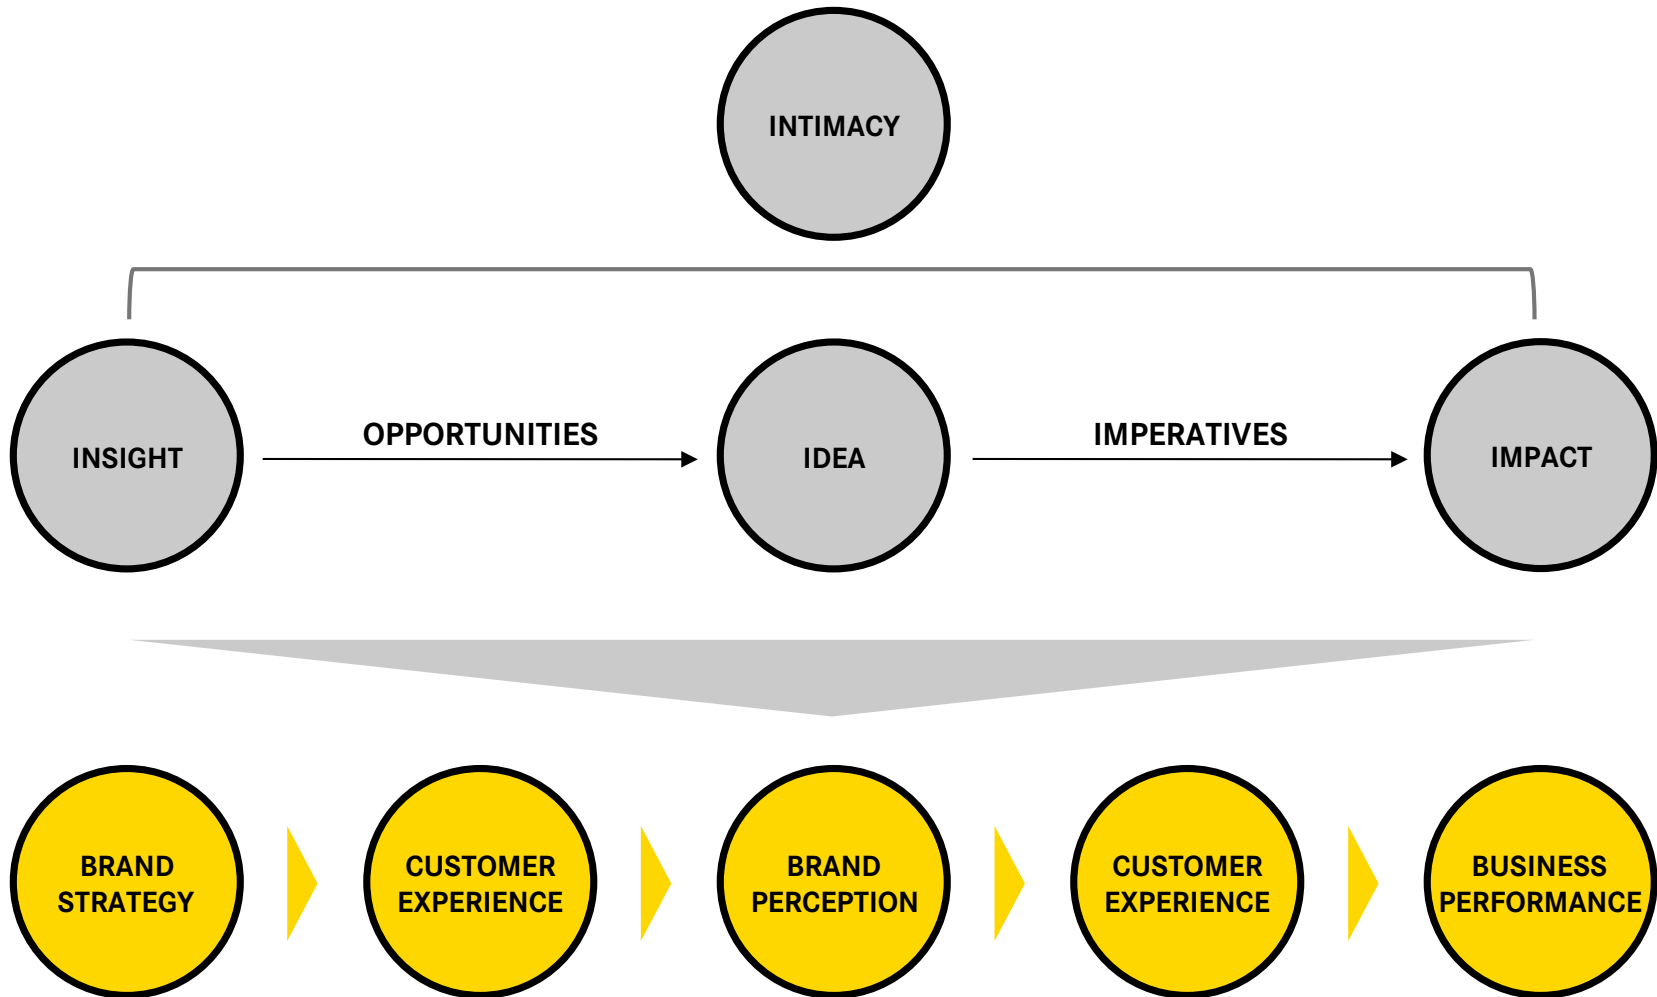 INTIMACY
OPPORTUNITIES
IMPERATIVES
INSIGHT
IDEA
IMPACT
BRAND
STRATEGY
CUSTOMER
EXPERIENCE
BRAND
PERCEPTION
CUSTOMER
EXPERIENCE
BUSINESS
PERFORMANCE